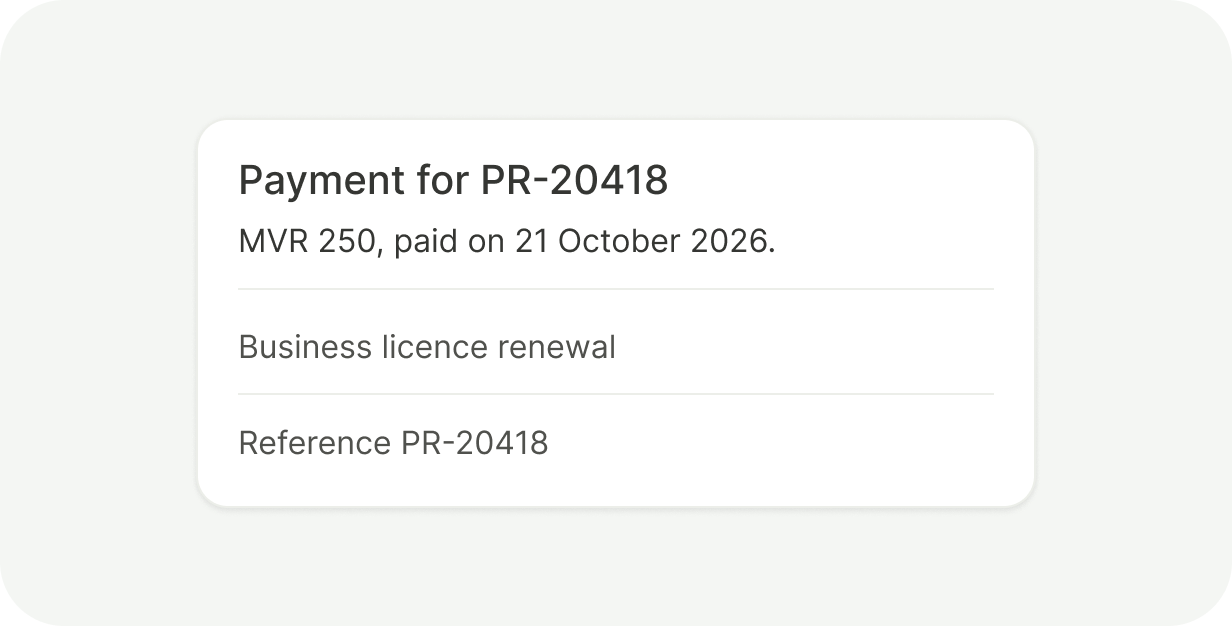 Payment for PR-20418
MVR 250, paid on 21 October 2026.
Business licence renewal
Reference PR-20418